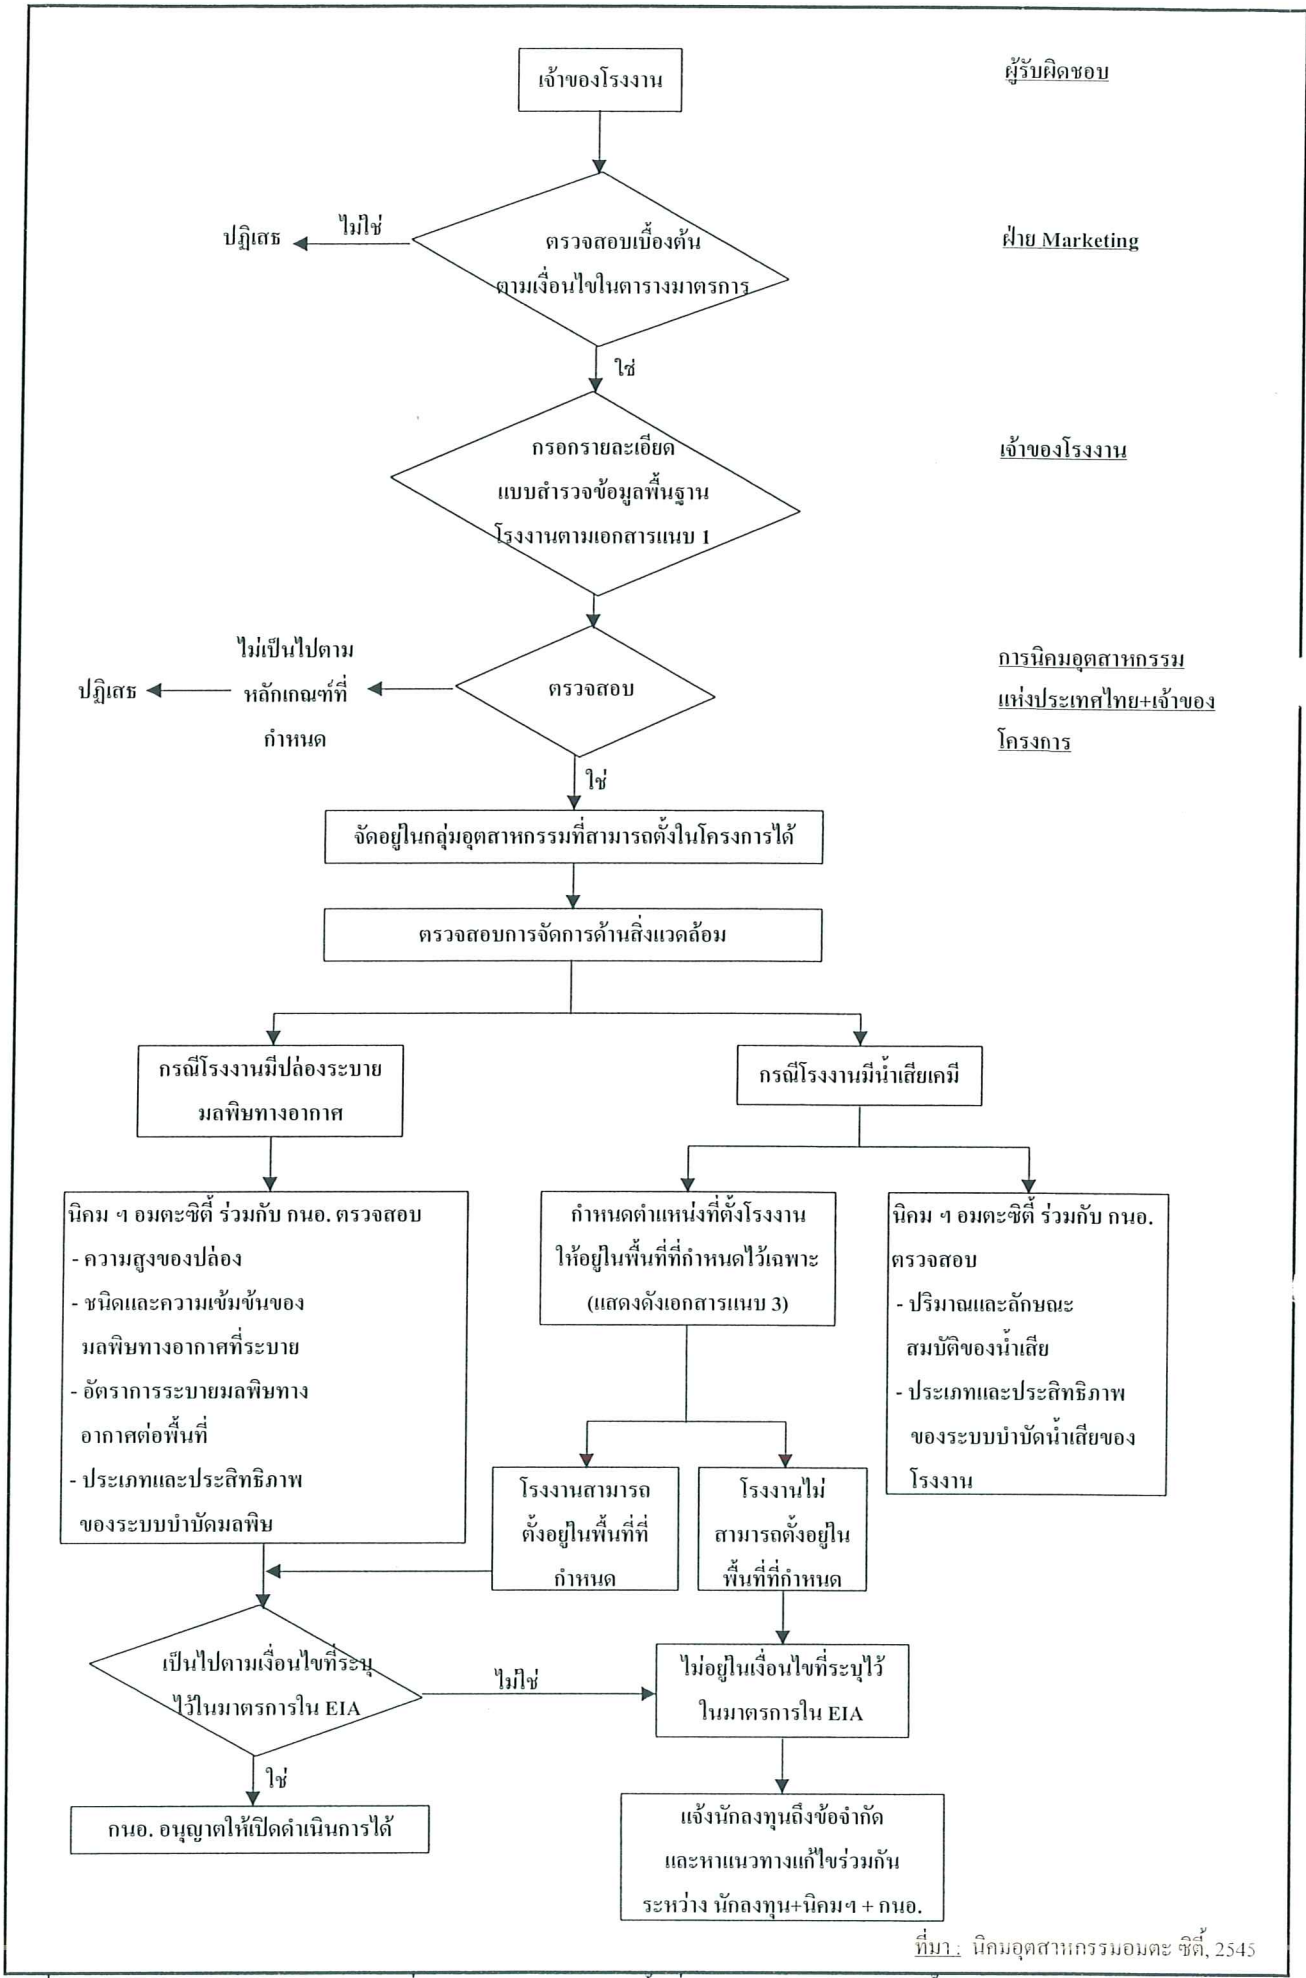 เจ้าของโรงงาน
ผู้รับผิดชอบ
ปฏิเสธ
ไม่ใช่
ตรวจสอบเบื้องต้น
ตามเงื่อนไขในตารางมาตรการ
ฝ่าย Marketing
ใช่
กรอกรายละเอียด
แบบสำรวจข้อมูลพื้นฐาน
โรงงานตามเอกสารแนบ 1
เจ้าของโรงงาน
ปฏิเสธ
ไม่เป็นไปตาม
หลักเกณฑ์ที่
กำหนด
ตรวจสอบ
การนิคมอุตสาหกรรม
แห่งประเทศไทย+เจ้าของ
โครงการ
ใช่
จัดอยู่ในกลุ่มอุตสาหกรรมที่สามารถตั้งในโครงการได้
ตรวจสอบการจัดการด้านสิ่งแวดล้อม
กรณีโรงงานมีปล่องระบาย
มลพิษทางอากาศ
กรณีโรงงานมีน้ำเสียเคมี
นิคม ฯ อมตะซิตี้ ร่วมกับ กนอ. ตรวจสอบ
- ความสูงของปล่อง
- ชนิดและความเข้มข้นของ
มลพิษทางอากาศที่ระบาย
- อัตราการระบายมลพิษทาง
อากาศต่อพื้นที่
- ประเภทและประสิทธิภาพ
ของระบบบำบัดมลพิษ
กำหนดตำแหน่งที่ตั้งโรงงาน
ให้อยู่ในพื้นที่ที่กำหนดไว้เฉพาะ
(แสดงดังเอกสารแนบ 3)
นิคม ฯ อมตะซิตี้ ร่วมกับ กนอ.
ตรวจสอบ
- ปริมาณและลักษณะ
สมบัติของน้ำเสีย
- ประเภทและประสิทธิภาพ
ของระบบบำบัดน้ำเสียของ
โรงงาน
โรงงานสามารถ
ตั้งอยู่ในพื้นที่ที่
กำหนด
โรงงานไม่
สามารถตั้งอยู่ใน
พื้นที่ที่กำหนด
เป็นไปตามเงื่อนไขที่ระบุ
ไว้ในมาตรการใน EIA
ไม่ใช่
ไม่อยู่ในเงื่อนไขที่ระบุไว้
ในมาตรการใน EIA
ใช่
กนอ. อนุญาตให้เปิดดำเนินการได้
แจ้งนักลงทุนถึงข้อจำกัด
และหาแนวทางแก้ไขร่วมกัน
ระหว่าง นักลงทุน+นิคมฯ + กนอ.
ที่มา : นิคมอุตสาหกรรมอมตะ ซิตี้, 2545